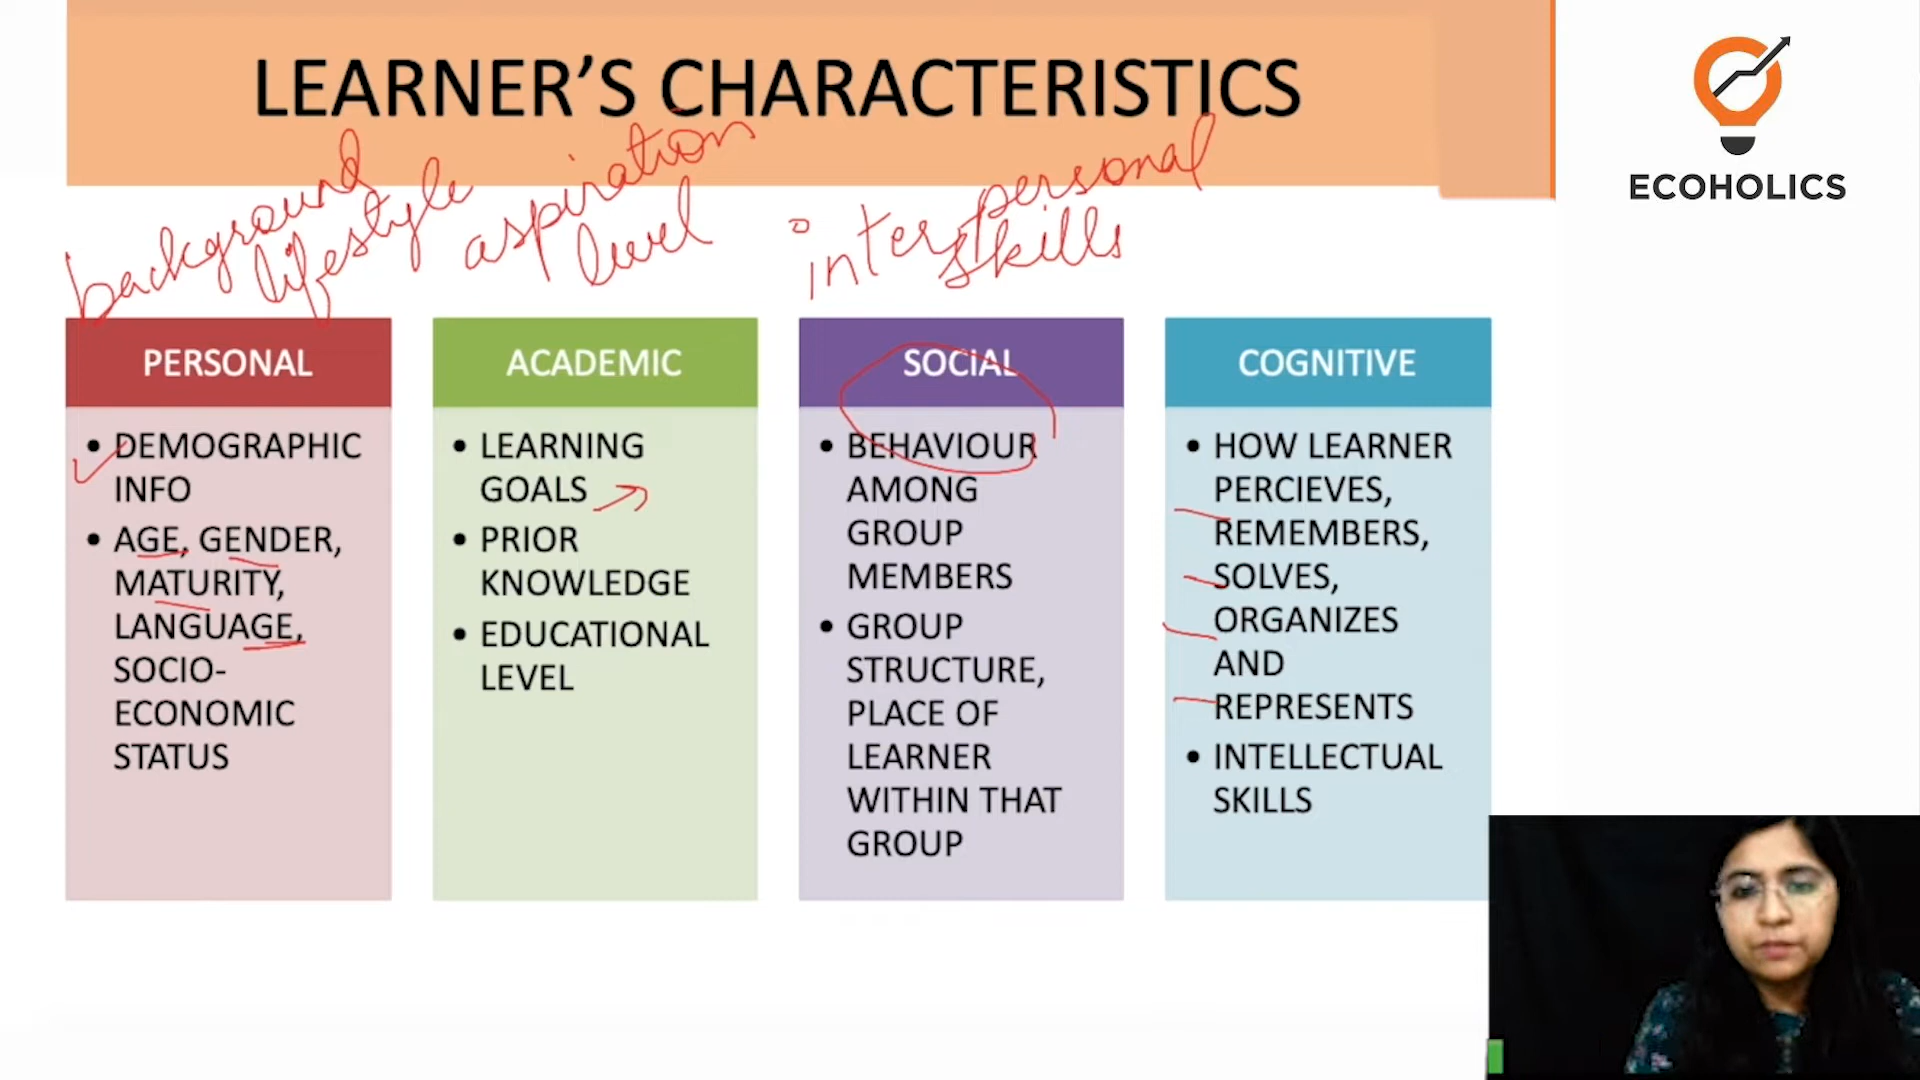 LEARNER'S CHARACTERISTICS
ECOHOLICS
background
lifestyle
aspiration
level
interpersonal
skills
PERSONAL
• DEMOGRAPHIC
INFO
• AGE, GENDER,
MATURITY,
LANGUAGE,
SOCIO-
ECONOMIC
STATUS
ACADEMIC
• LEARNING
GOALS
• PRIOR
KNOWLEDGE
• EDUCATIONAL
LEVEL
SOCIAL
• BEHAVIOUR
AMONG
GROUP
MEMBERS
• GROUP
STRUCTURE,
PLACE OF
LEARNER
WITHIN THAT
GROUP
COGNITIVE
• HOW LEARNER
PERCIEVES,
REMEMBERS,
SOLVES,
ORGANIZES
AND
REPRESENTS
• INTELLECTUAL
SKILLS